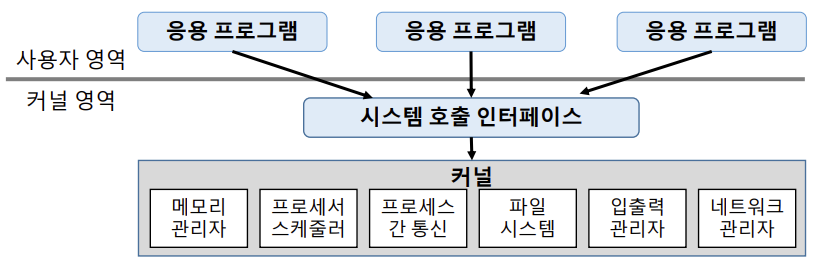 응용 프로그램
응용 프로그램
응용 프로그램
사용자 영역
커널 영역
시스템 호출 인터페이스
커널
메모리
관리자
프로세서
스케줄러
프로세스
간 통신
파일
시스템
입출력
관리자
네트워크
관리자